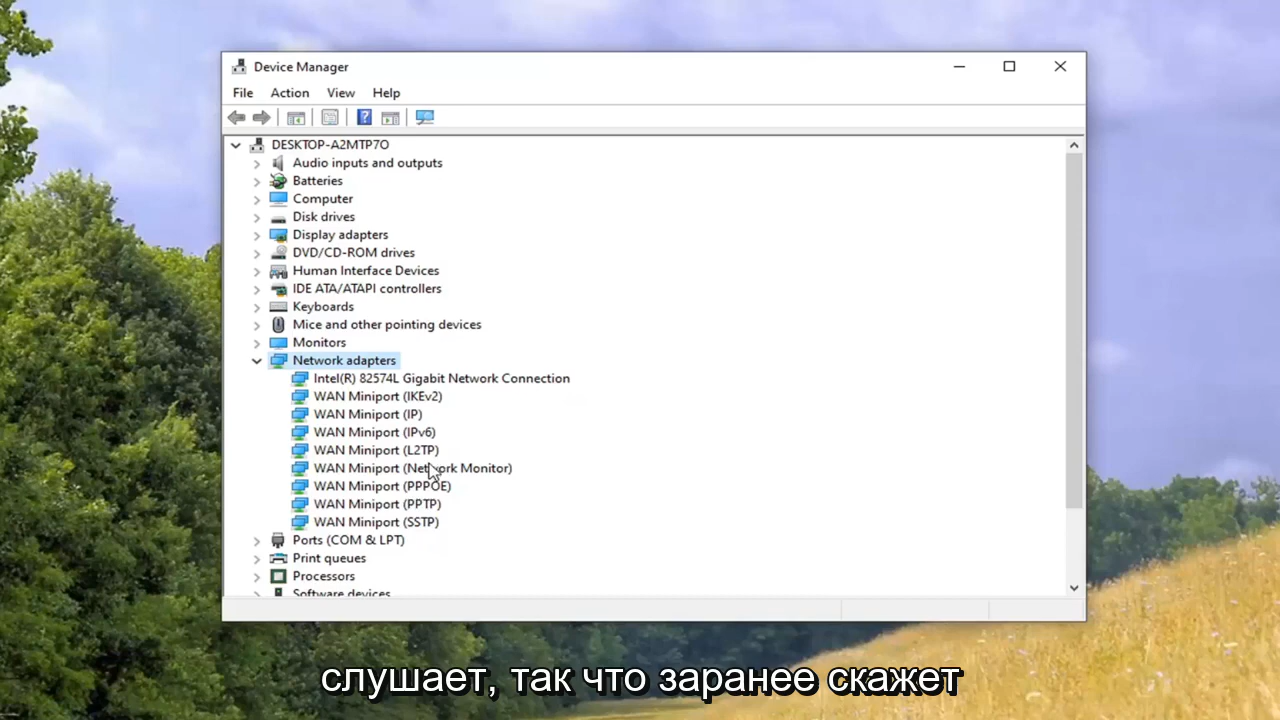 Device Manager
File Action View Help
DESKTOP-A2MTP7O
Audio inputs and outputs
Batteries
Computer
Disk drives
Display adapters
DVD/CD-ROM drives
Human Interface Devices
IDE ATA/ATAPI controllers
Keyboards
Mice and other pointing devices
Monitors
Network adapters
Intel(R) 82574L Gigabit Network Connection
WAN Miniport (IKEv2)
WAN Miniport (IP)
WAN Miniport (IPv6)
WAN Miniport (L2TP)
WAN Miniport (Network Monitor)
WAN Miniport (PPPOE)
WAN Miniport (PPTP)
WAN Miniport (SSTP)
Ports (COM & LPT)
Print queues
Processors
Software devices
слушает, так что заранее скажет